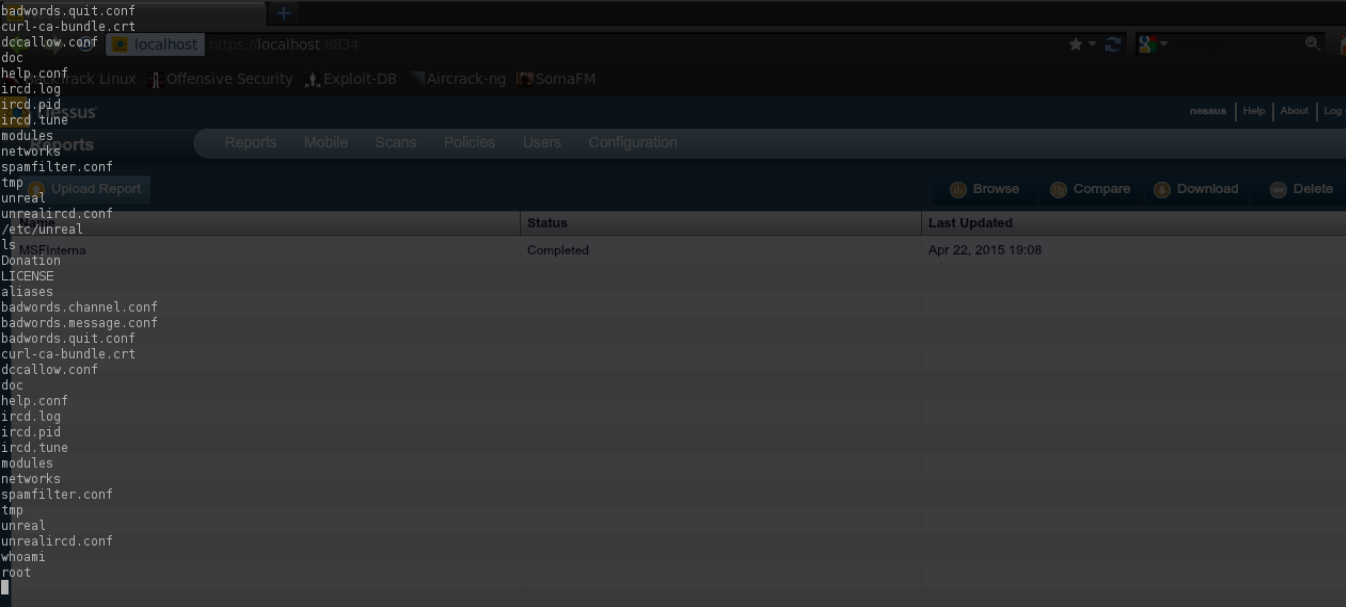 badwords.quit.conf
curl-ca-bundle.crt
dccallow.conf
doc
help.conf
ircd.log
ircd.pid
ircd.tune
modules
networks
spamfilter.conf
tmp
unreal
unrealircd.conf
/etc/unreal
ls
Donation
LICENSE
aliases
badwords.channel.conf
badwords.message.conf
badwords.quit.conf
curl-ca-bundle.crt
dccallow.conf
doc
help.conf
ircd.log
ircd.pid
ircd.tune
modules
networks
spamfilter.conf
tmp
unreal
unrealircd.conf
whoami
root
localhost https://localhost:8834
Linux Offensive Security Exploit-DB Aircrack-ng SomaFM
nessus Help About Log
Reports Mobile Scans Policies Users Configuration
Upload Report Browse Compare Download Delete
Name Status Last Updated
MSFInterna Completed Apr 22, 2015 19:08